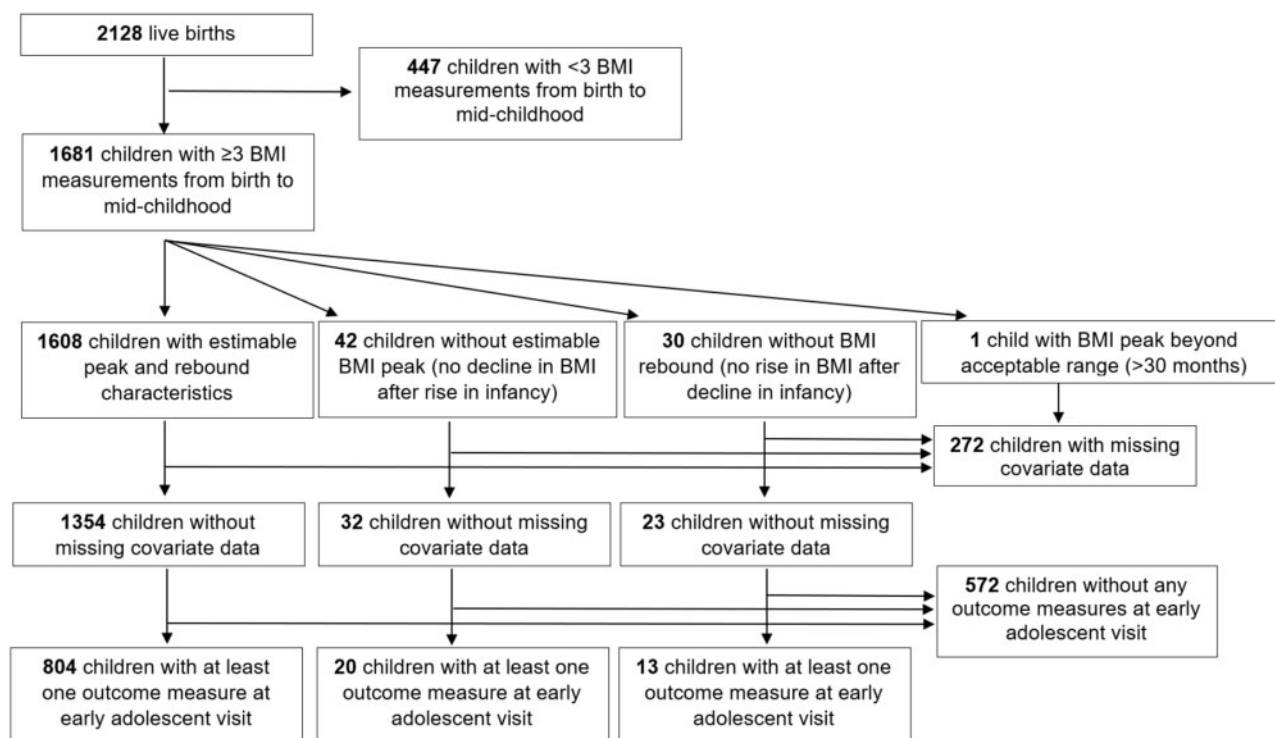 2128 live births
447 children with <3 BMI
measurements from birth to
mid-childhood
1681 children with ≥3 BMI
measurements from birth to
mid-childhood
1608 children with estimable
peak and rebound
characteristics
42 children without estimable
BMI peak (no decline in BMI
after rise in infancy)
30 children without BMI
rebound (no rise in BMI after
decline in infancy)
1 child with BMI peak beyond
acceptable range (>30 months)
272 children with missing
covariate data
1354 children without
missing covariate data
32 children without missing
covariate data
23 children without missing
covariate data
572 children without any
outcome measures at early
adolescent visit
804 children with at least
one outcome measure at
early adolescent visit
20 children with at least
one outcome measure at
early adolescent visit
13 children with at least one
outcome measure at early
adolescent visit